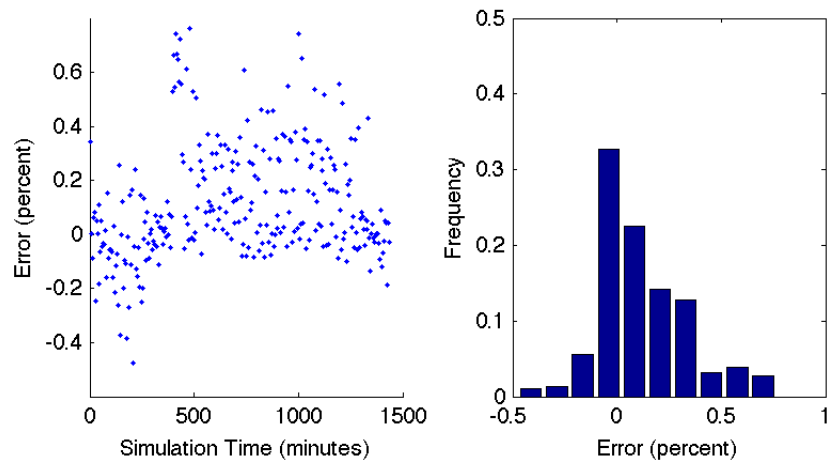 0.6
0.4
0.2
0
-0.2
-0.4
Error (percent)
0 500 1000 1500
Simulation Time (minutes)
0.5
0.4
0.3
0.2
0.1
0
Frequency
-0.5 0 0.5 1
Error (percent)